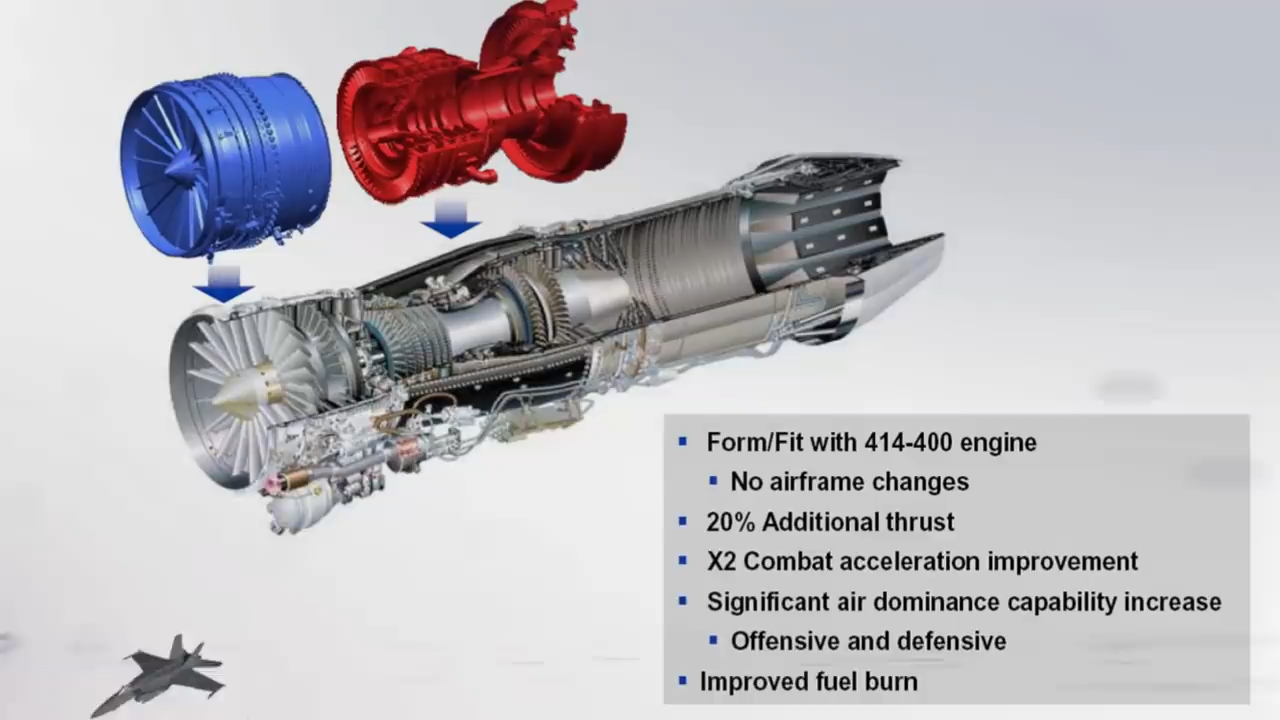 Form/Fit with 414-400 engine
No airframe changes
20% Additional thrust
X2 Combat acceleration improvement
Significant air dominance capability increase
Offensive and defensive
Improved fuel burn